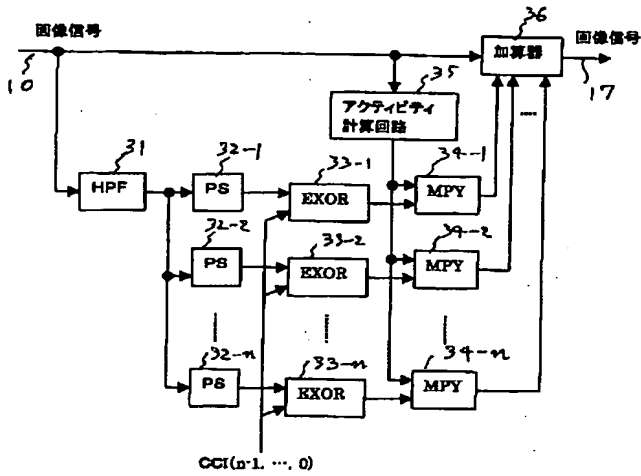 画像信号
10
36
加算器
画像信号
17
35
アクティビティ
計算回路
31
HPF
32-1
PS
33-1
EXOR
34-1
MPY
32-2
PS
33-2
EXOR
34-2
MPY
32-n
PS
33-n
EXOR
34-n
MPY
CCI(n-1, …, 0)